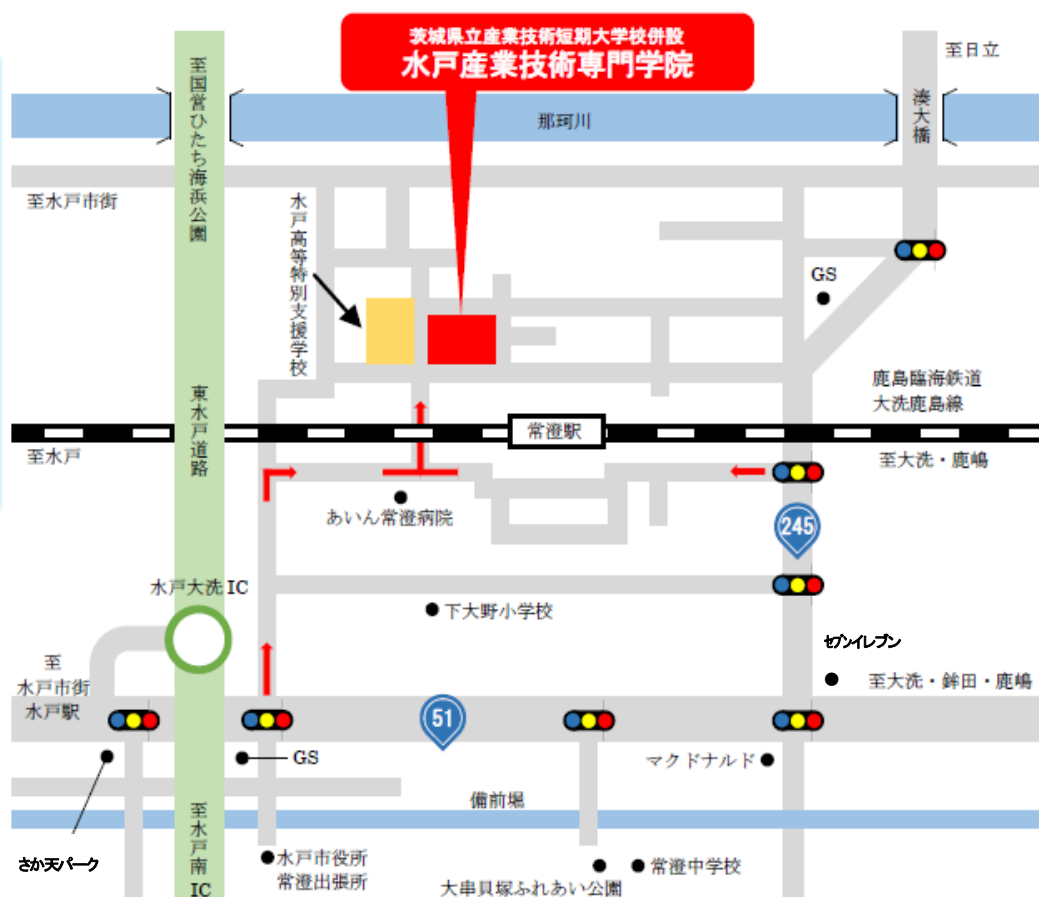 茨城県立産業技術短期大学校併設
水戸産業技術専門学院
至日立
至国営ひたち海浜公園
那珂川
湊大橋
至水戸市街
水戸高等特別支援学校
GS
鹿島臨海鉄道
大洗鹿島線
東水戸道路
常澄駅
至水戸
至大洗・鹿嶋
あいん常澄病院
245
水戸大洗IC
下大野小学校
セブンイレブン
至
水戸市街
水戸駅
至大洗・鉾田・鹿嶋
51
GS
マクドナルド
備前堀
至水戸南IC
さか天パーク
水戸市役所
常澄出張所
常澄中学校
大串貝塚ふれあい公園